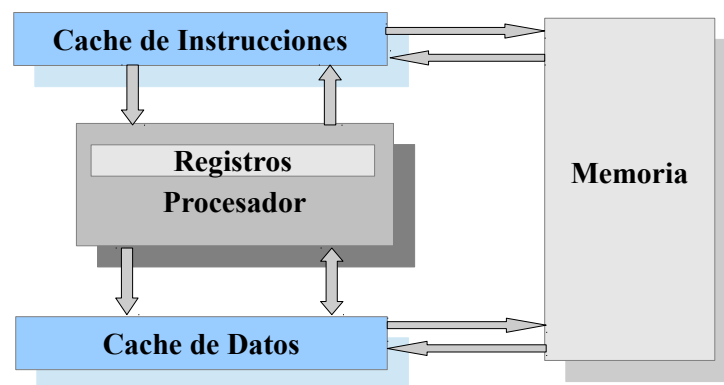 Cache de Instrucciones
Registros
Procesador
Memoria
Cache de Datos